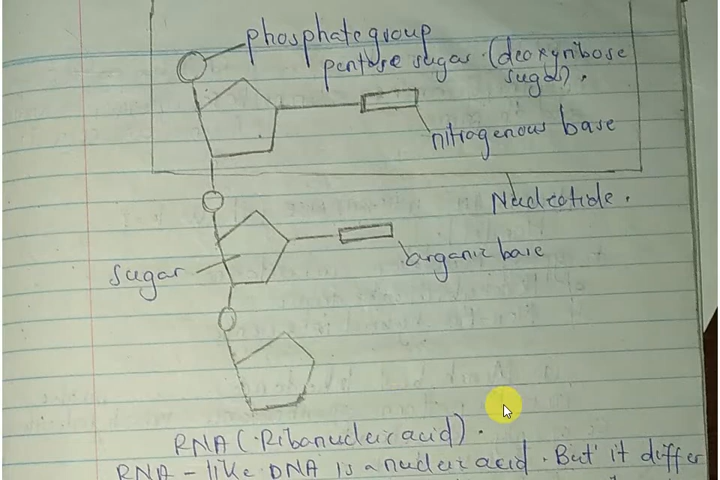 phosphate group
pentose sugar (deoxyribose
sugar).
nitrogenous base
Nucleotide.
organic base
sugar
RNA (Ribanucleic acid).
RNA - like DNA is a nucleic acid. But it differ